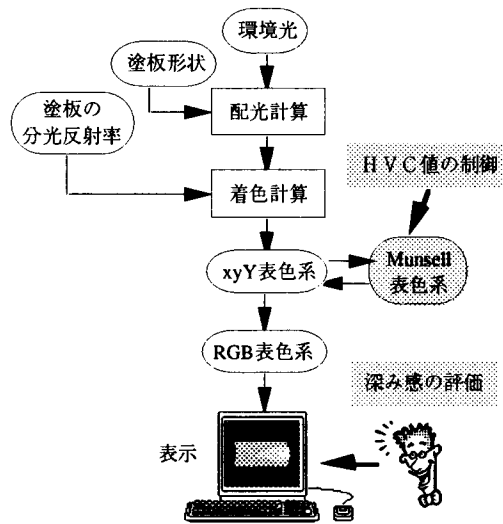 環境光
塗板形状
塗板の
分光反射率
配光計算
着色計算
HVC値の制御
xyY表色系
Munsell
表色系
RGB表色系
深み感の評価
表示